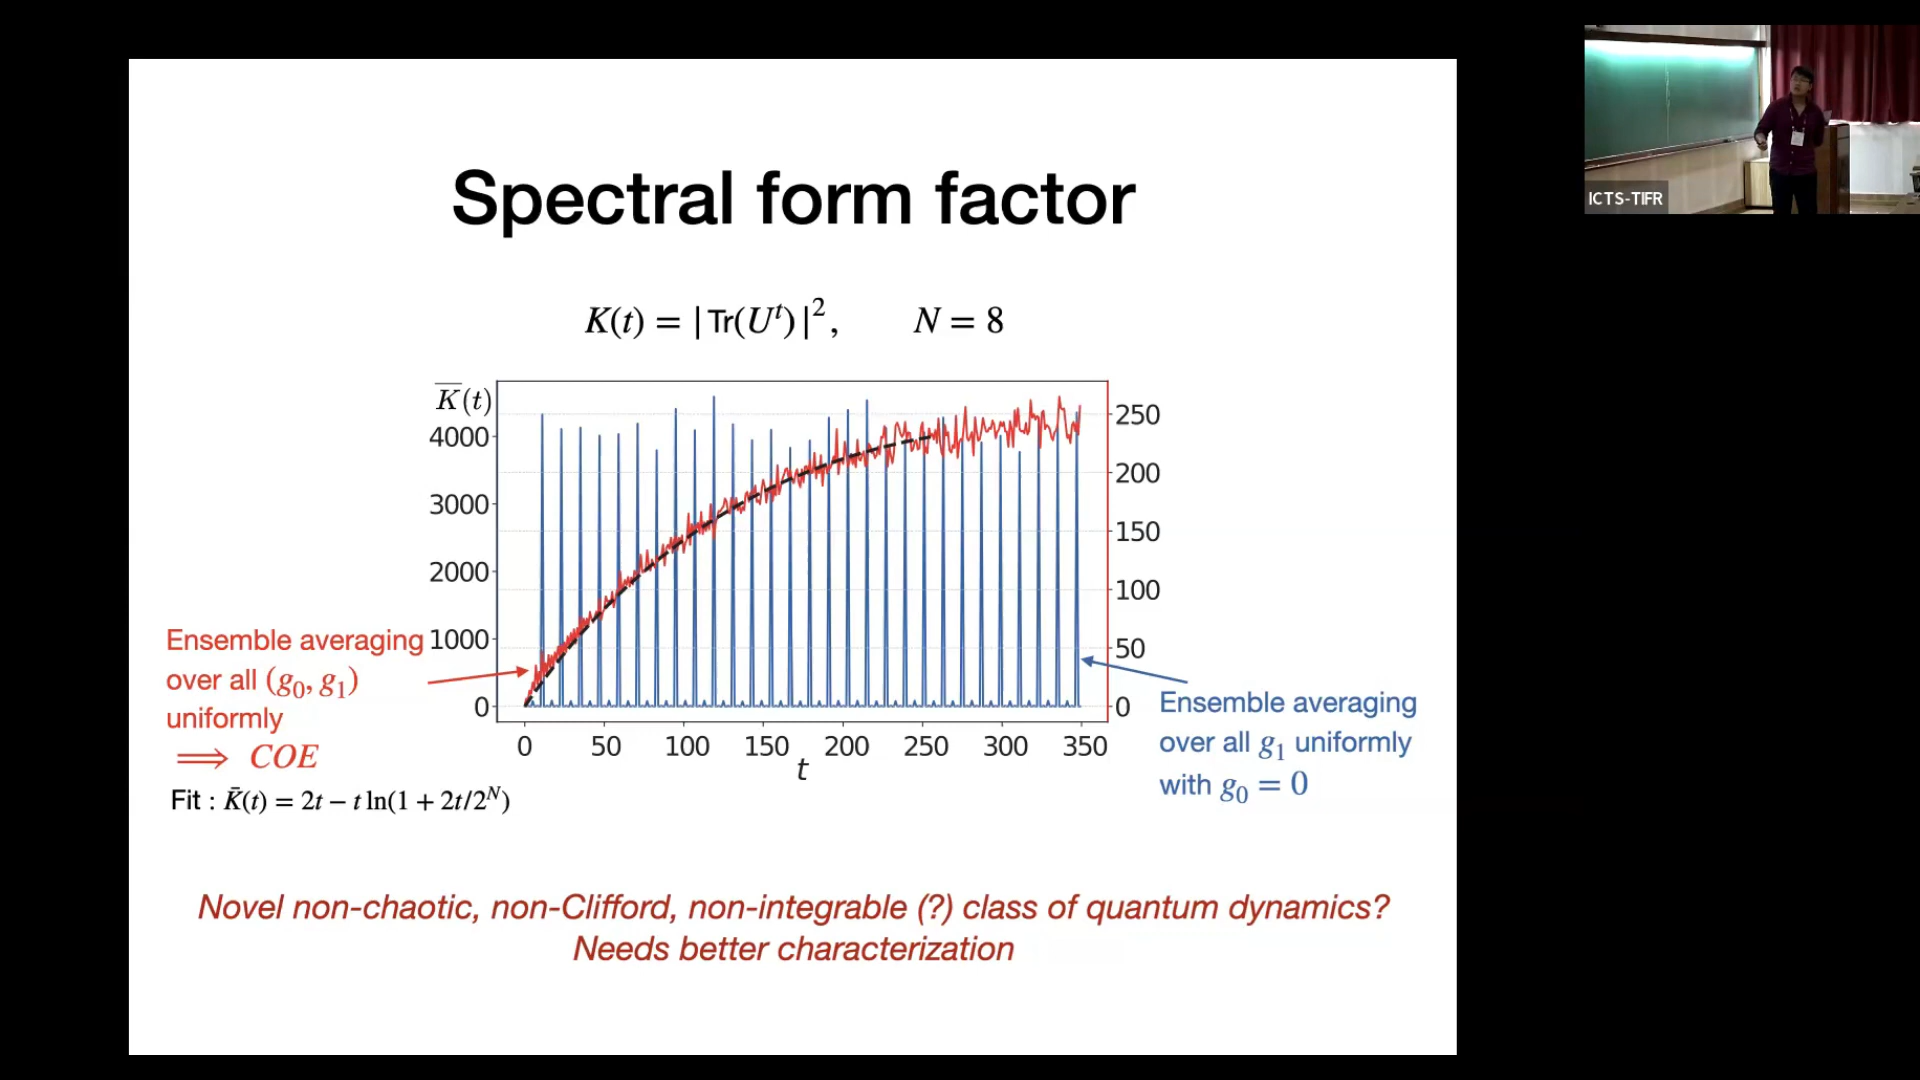 Spectral form factor
K(t) = | Tr(Uᵗ) |², N = 8
K̅(t)
4000
3000
2000
1000
0
250
200
150
100
50
0
0 50 100 150 200 250 300 350
t
Ensemble averaging
over all (g₀, g₁)
uniformly
⟹ COE
Fit : K̄(t) = 2t – t ln(1 + 2t/2ᴺ)
Ensemble averaging
over all g₁ uniformly
with g₀ = 0
Novel non-chaotic, non-Clifford, non-integrable (?) class of quantum dynamics?
Needs better characterization
ICTS-TIFR